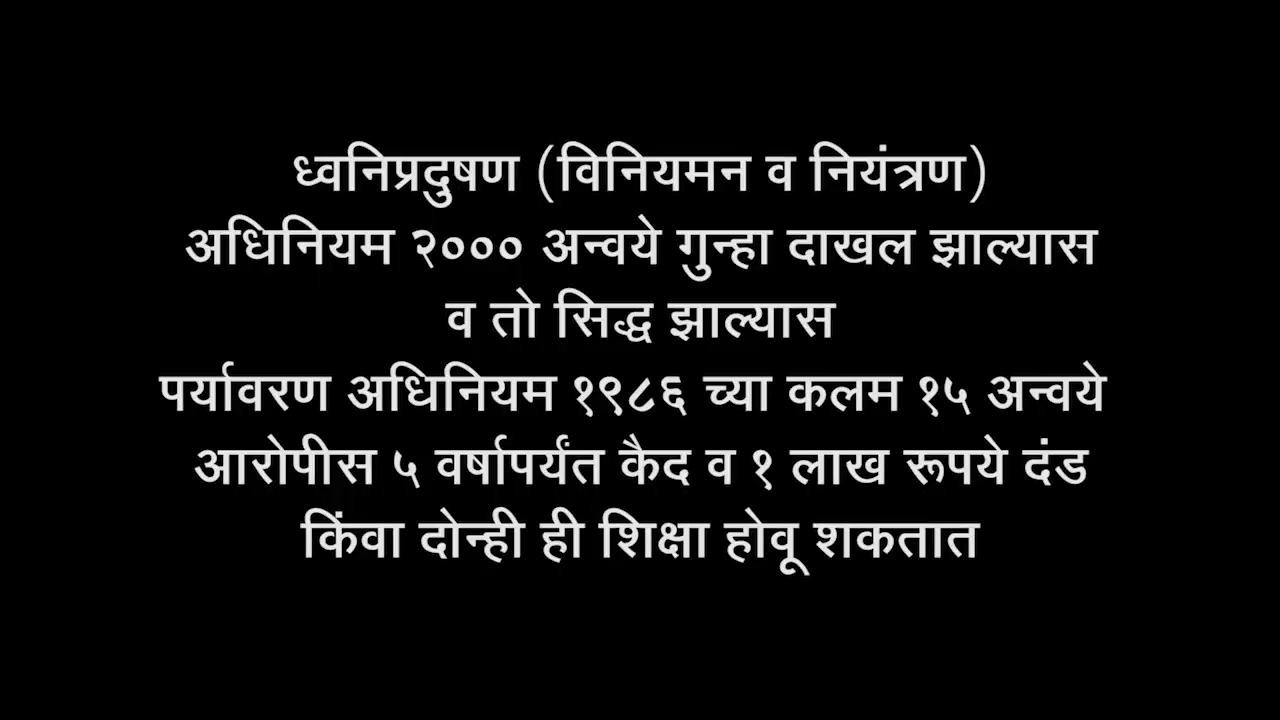 ध्वनिप्रदुषण (विनियमन व नियंत्रण)
अधिनियम २००० अन्वये गुन्हा दाखल झाल्यास
व तो सिद्ध झाल्यास
पर्यावरण अधिनियम १९८६ च्या कलम १५ अन्वये
आरोपीस ५ वर्षापर्यंत कैद व १ लाख रूपये दंड
किंवा दोन्ही ही शिक्षा होवू शकतात